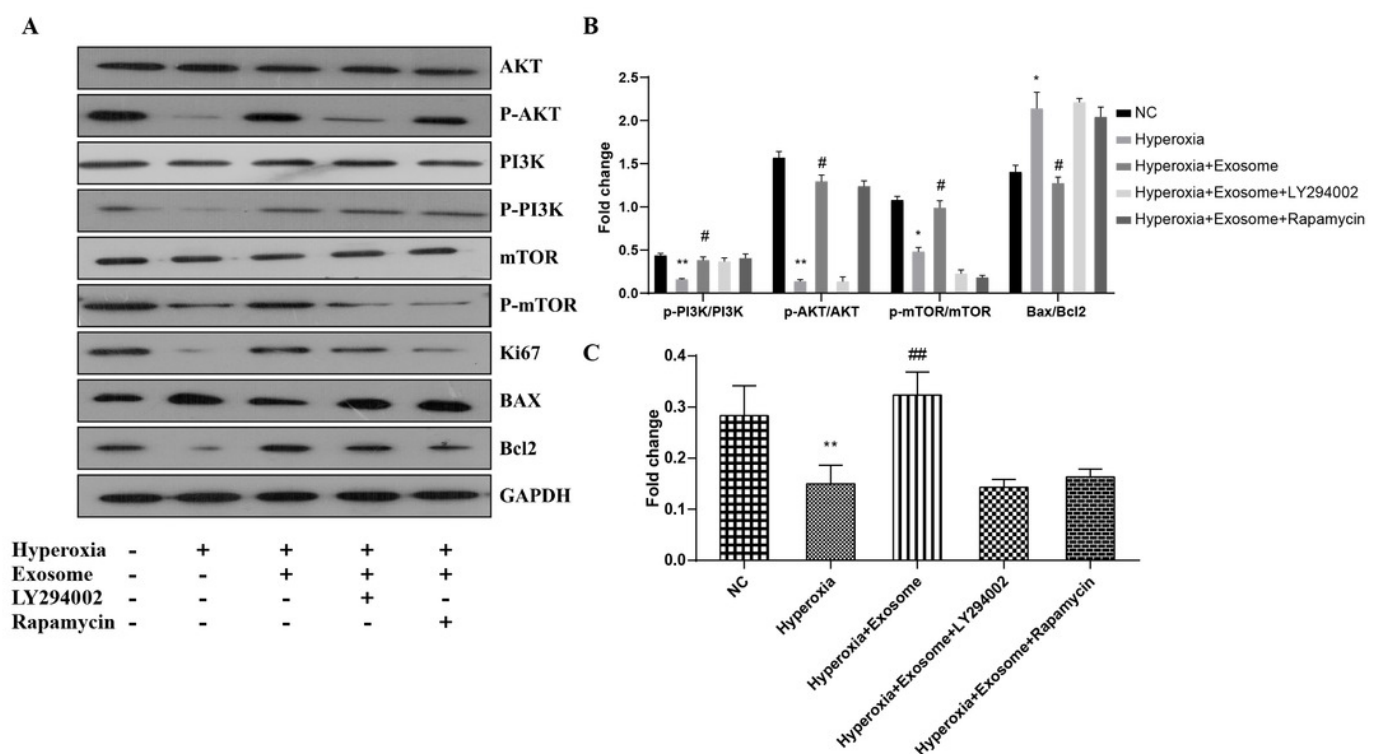 A
AKT
P-AKT
PI3K
P-PI3K
mTOR
P-mTOR
Ki67
BAX
Bcl2
GAPDH
Hyperoxia - + + + +
Exosome - - + + +
LY294002 - - - + -
Rapamycin - - - - +
B
Fold change
2.5
2.0
1.5
1.0
0.5
0.0
** # ** # * # * #
p-PI3K/PI3K p-AKT/AKT p-mTOR/mTOR Bax/Bcl2
NC
Hyperoxia
Hyperoxia+Exosome
Hyperoxia+Exosome+LY294002
Hyperoxia+Exosome+Rapamycin
C
Fold change
0.4
0.3
0.2
0.1
0.0
** ##
NC
Hyperoxia
Hyperoxia+Exosome
Hyperoxia+Exosome+LY294002
Hyperoxia+Exosome+Rapamycin